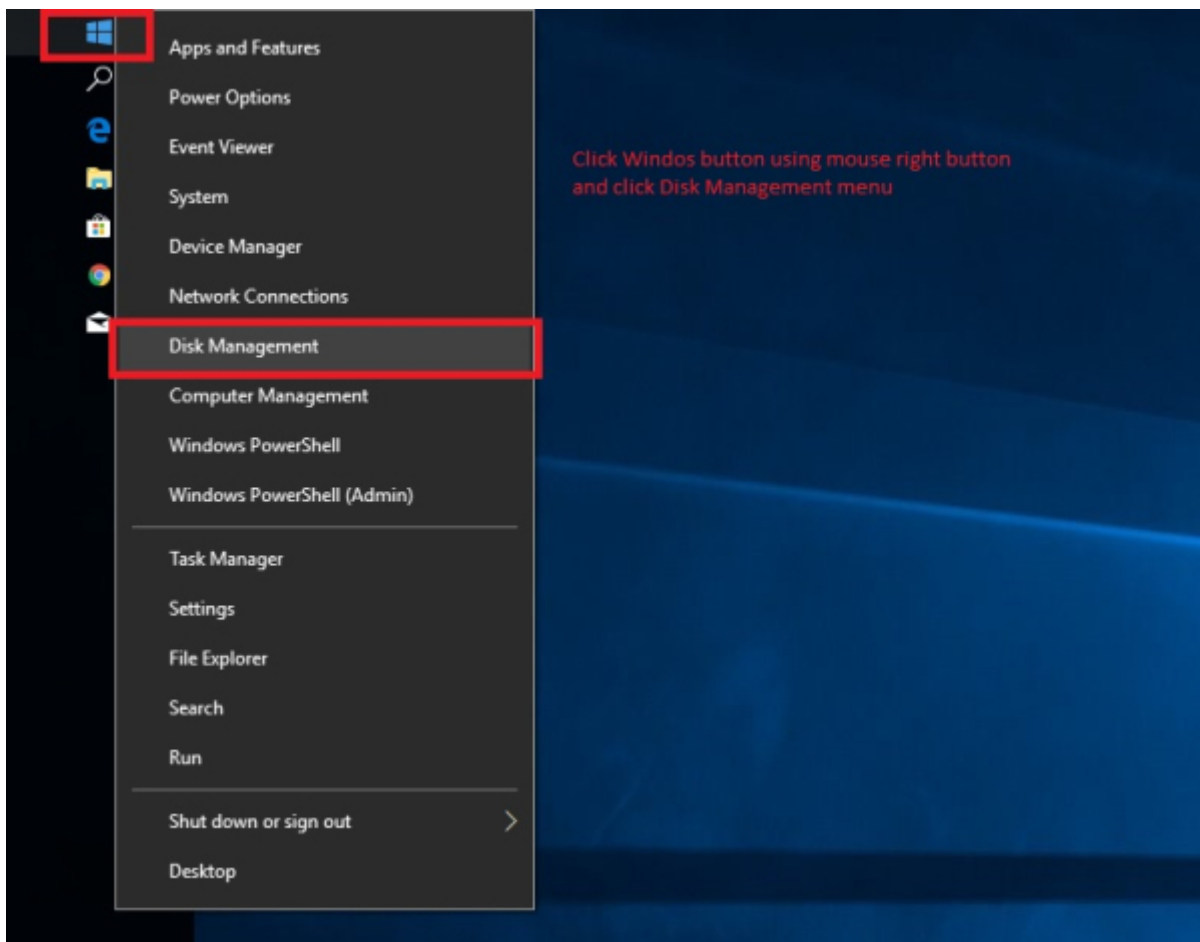 Apps and Features
Power Options
Event Viewer
Click Windos button using mouse right button
and click Disk Management menu
System
Device Manager
Network Connections
Disk Management
Computer Management
Windows PowerShell
Windows PowerShell (Admin)
Task Manager
Settings
File Explorer
Search
Run
Shut down or sign out
Desktop